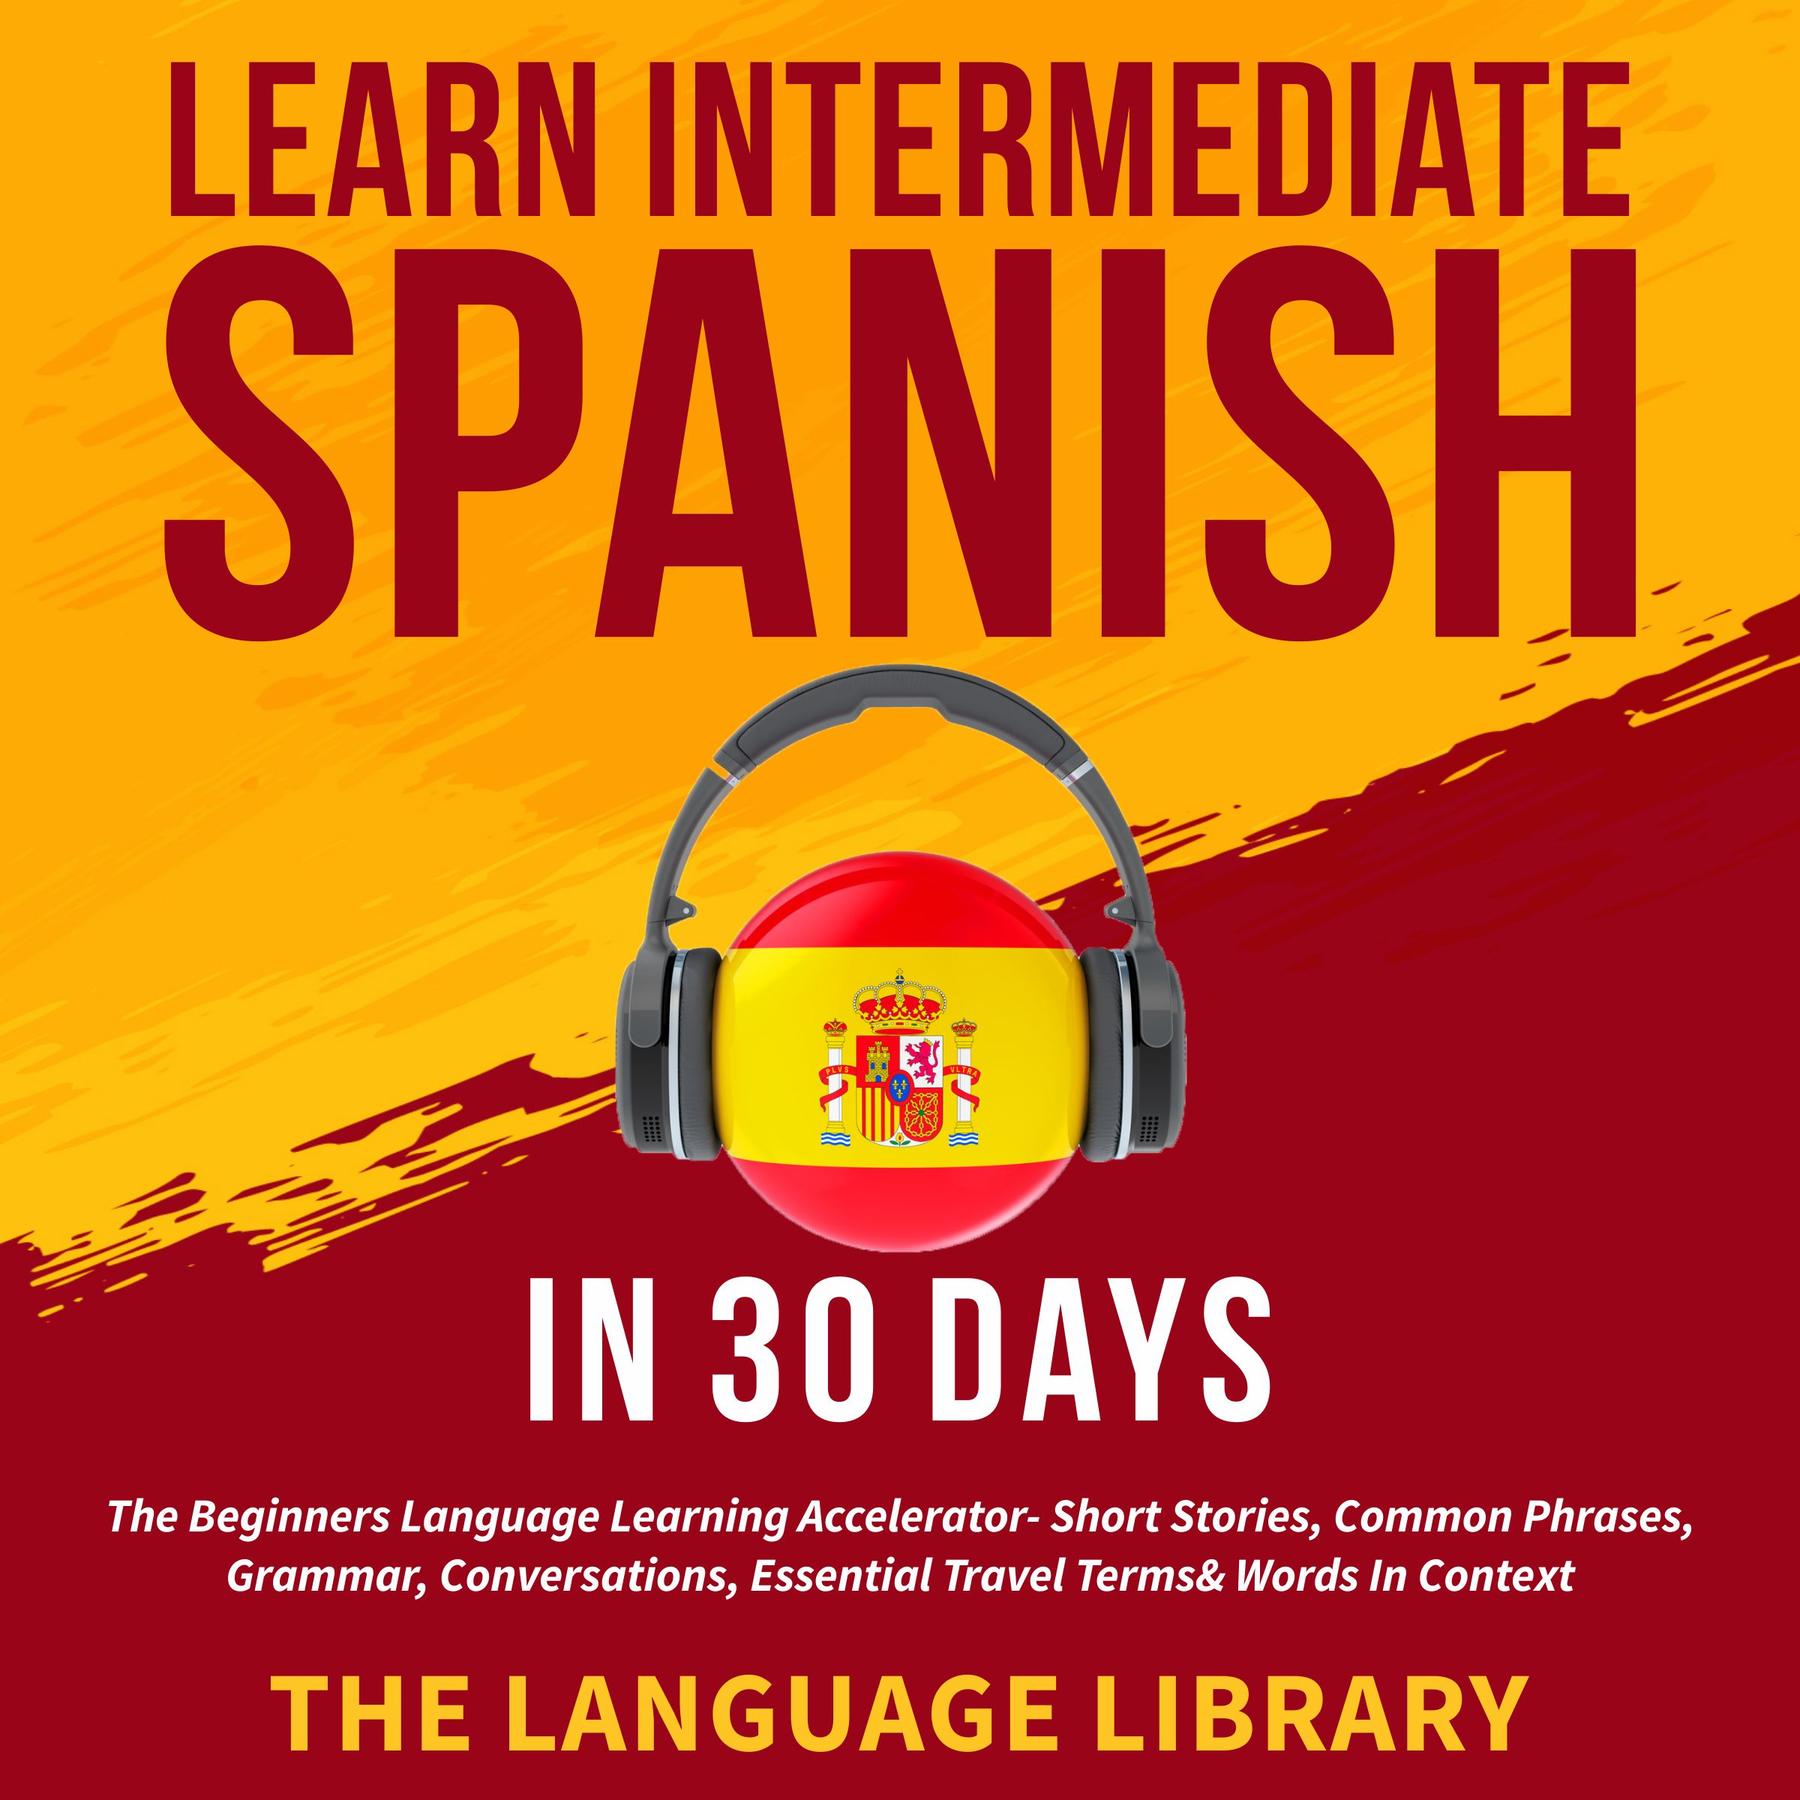 LEARN INTERMEDIATE
SPANISH
PLVS VLTRA
IN 30 DAYS
The Beginners Language Learning Accelerator- Short Stories, Common Phrases,
Grammar, Conversations, Essential Travel Terms& Words In Context
THE LANGUAGE LIBRARY